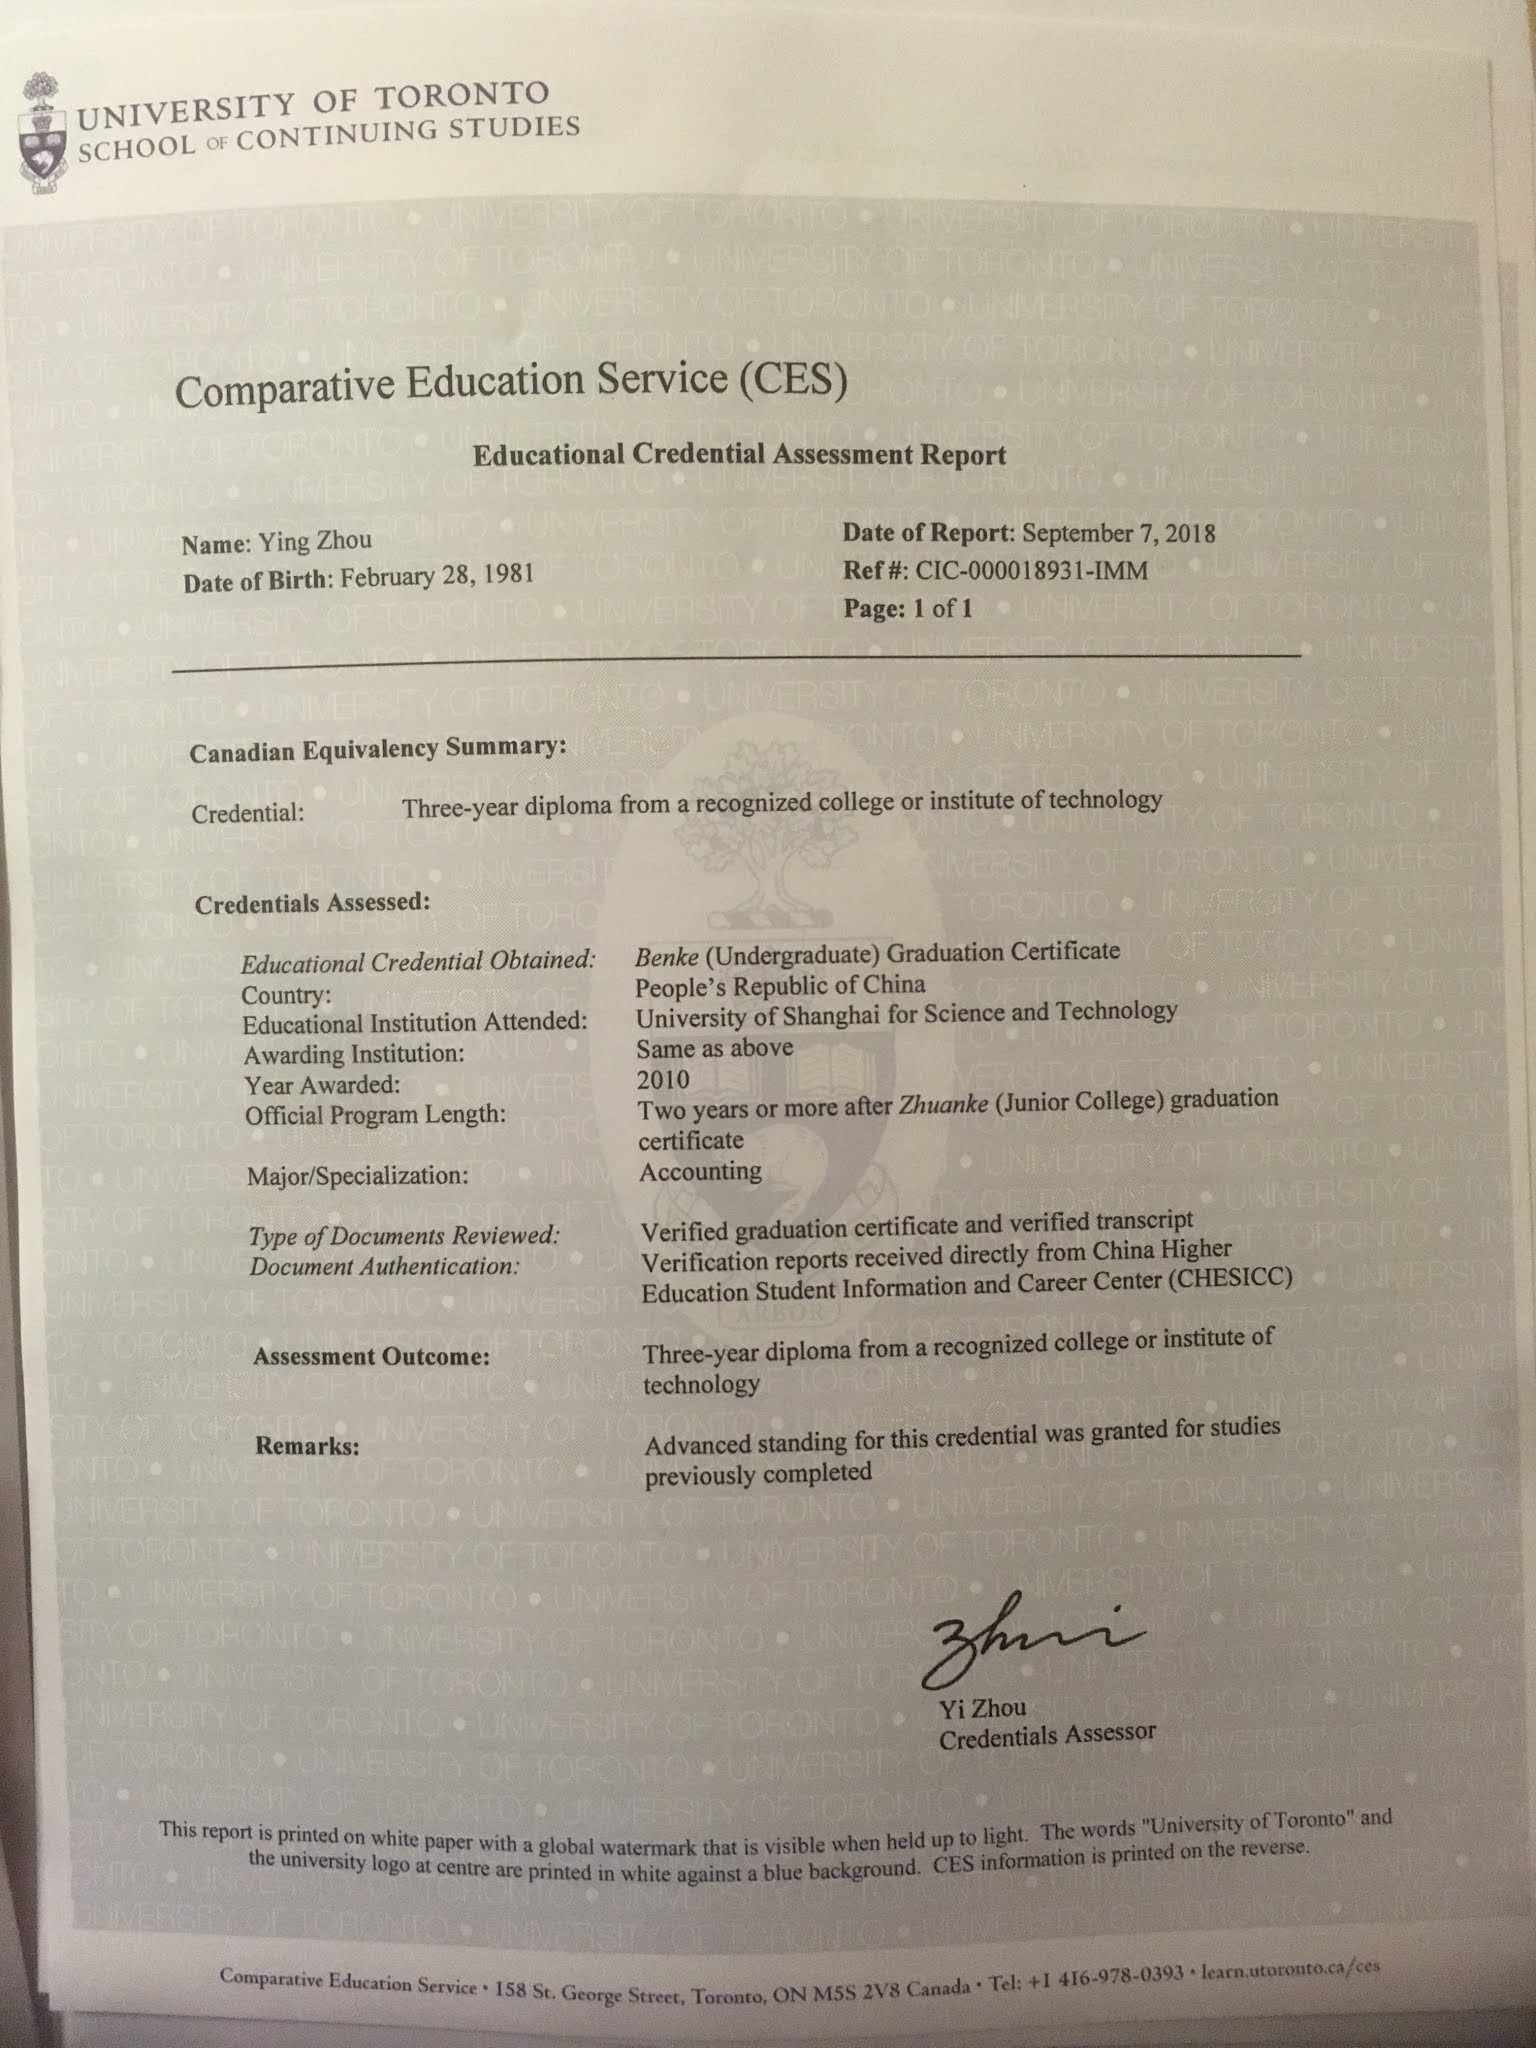 UNIVERSITY OF TORONTO
SCHOOL OF CONTINUING STUDIES
Comparative Education Service (CES)
Educational Credential Assessment Report
Name: Ying Zhou
Date of Birth: February 28, 1981
Date of Report: September 7, 2018
Ref #: CIC-000018931-IMM
Page: 1 of 1
Canadian Equivalency Summary:
Credential: Three-year diploma from a recognized college or institute of technology
Credentials Assessed:
Educational Credential Obtained: Benke (Undergraduate) Graduation Certificate
Country: People's Republic of China
Educational Institution Attended: University of Shanghai for Science and Technology
Awarding Institution: Same as above
Year Awarded: 2010
Official Program Length: Two years or more after Zhuanke (Junior College) graduation
certificate
Major/Specialization: Accounting
Type of Documents Reviewed: Verified graduation certificate and verified transcript
Document Authentication: Verification reports received directly from China Higher
Education Student Information and Career Center (CHESICC)
Assessment Outcome: Three-year diploma from a recognized college or institute of
technology
Remarks: Advanced standing for this credential was granted for studies
previously completed
Yi Zhou
Credentials Assessor
This report is printed on white paper with a global watermark that is visible when held up to light. The words "University of Toronto" and
the university logo at centre are printed in white against a blue background. CES information is printed on the reverse.
Comparative Education Service • 158 St. George Street, Toronto, ON M5S 2V8 Canada • Tel: +1 416-978-0393 • learn.utoronto.ca/ces